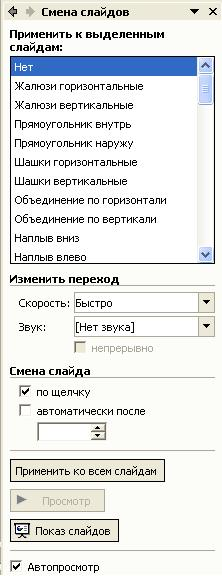 Смена слайдов
Применить к выделенным
слайдам:
Нет
Жалюзи горизонтальные
Жалюзи вертикальные
Прямоугольник внутрь
Прямоугольник наружу
Шашки горизонтальные
Шашки вертикальные
Объединение по горизонтали
Объединение по вертикали
Наплыв вниз
Наплыв влево
Изменить переход
Скорость: Быстро
Звук: [Нет звука]
непрерывно
Смена слайда
по щелчку
автоматически после
Применить ко всем слайдам
Просмотр
Показ слайдов
Автопросмотр